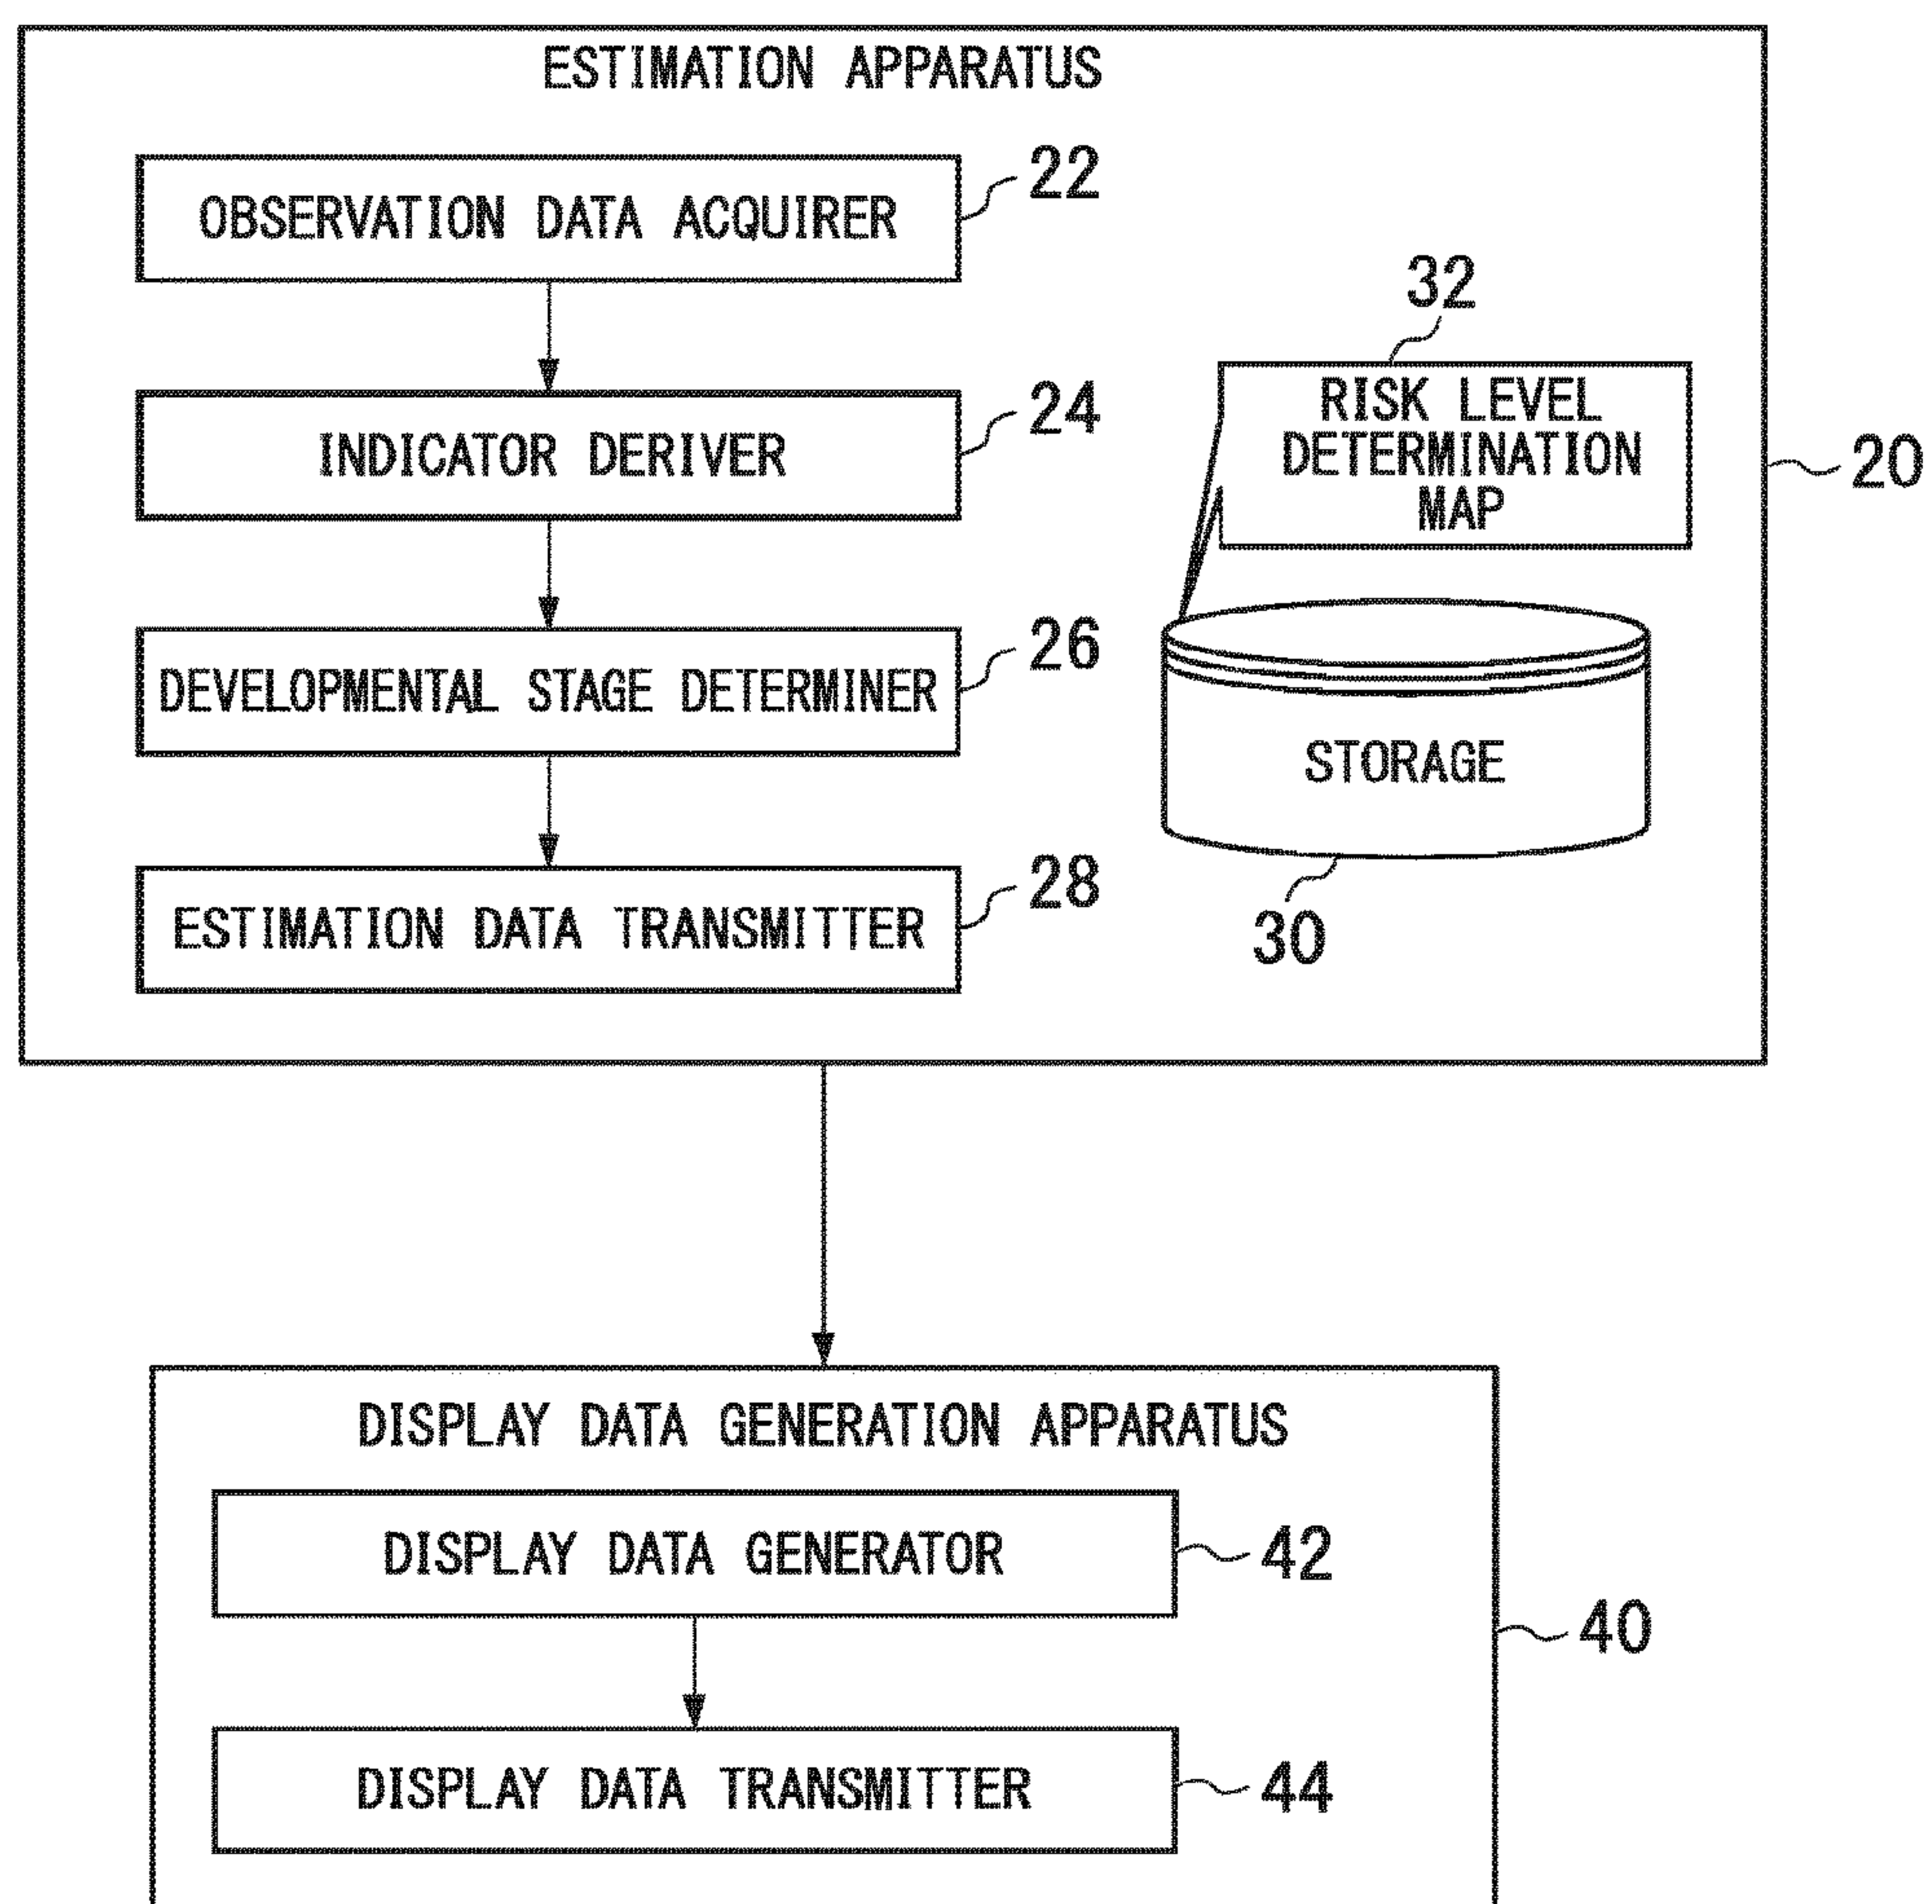 ESTIMATION APPARATUS
OBSERVATION DATA ACQUIRER
22
INDICATOR DERIVER
24
DEVELOPMENTAL STAGE DETERMINER
26
ESTIMATION DATA TRANSMITTER
28
32
RISK LEVEL
DETERMINATION
MAP
STORAGE
30
20
DISPLAY DATA GENERATION APPARATUS
DISPLAY DATA GENERATOR
42
DISPLAY DATA TRANSMITTER
44
40